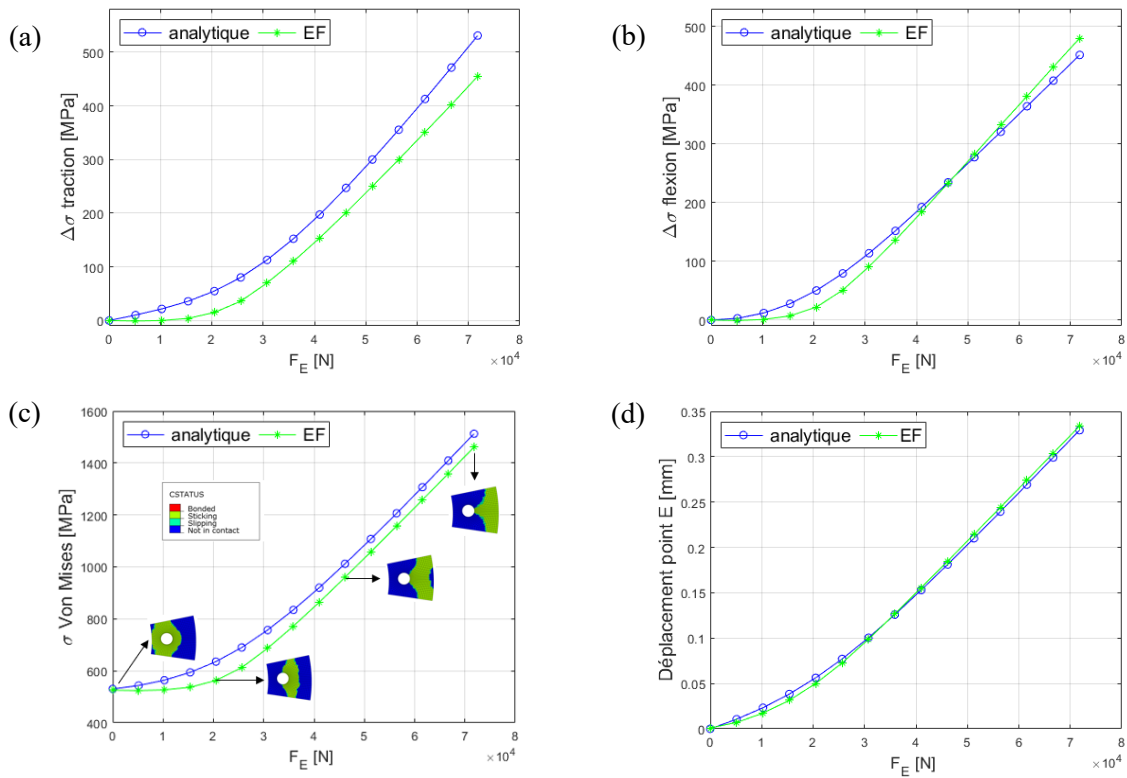 (a)
analytique EF
500
400
300
200
100
0
Δσ traction [MPa]
0 1 2 3 4 5 6 7 8
F_E [N]
×10^4
(b)
analytique EF
500
400
300
200
100
0
Δσ flexion [MPa]
0 1 2 3 4 5 6 7 8
F_E [N]
×10^4
(c)
analytique EF
1600
1400
1200
1000
800
600
400
σ Von Mises [MPa]
CSTATUS
Bonded
Sticking
Slipping
Not in contact
0 1 2 3 4 5 6 7 8
F_E [N]
×10^4
(d)
analytique EF
0.35
0.3
0.25
0.2
0.15
0.1
0.05
0
Déplacement point E [mm]
0 1 2 3 4 5 6 7 8
F_E [N]
×10^4